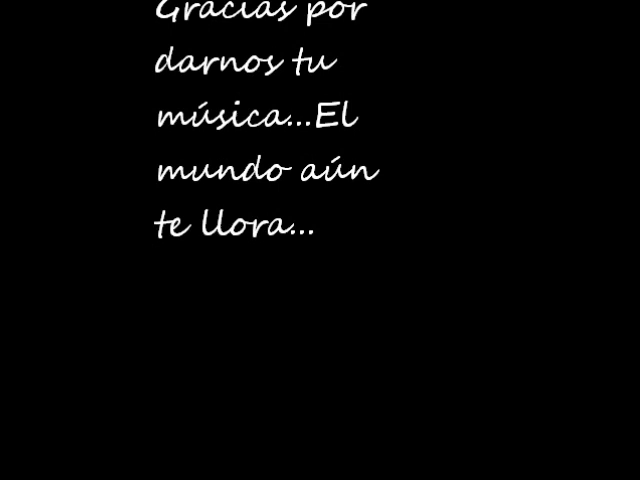 Gracias por
darnos tu
música...El
mundo aún
te llora...